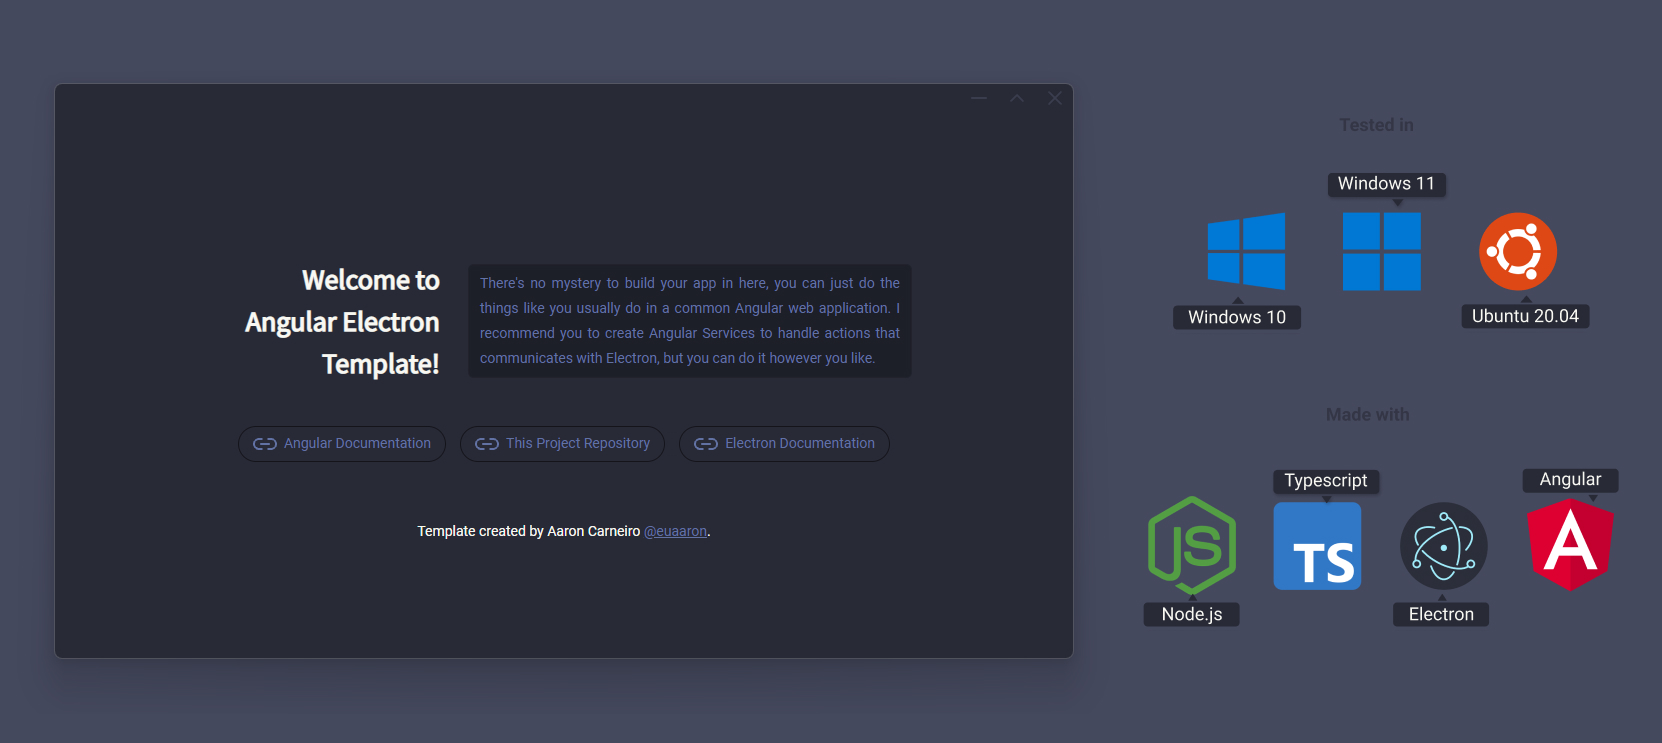 Welcome to
Angular Electron
Template!
There's no mystery to build your app in here, you can just do the
things like you usually do in a common Angular web application. I
recommend you to create Angular Services to handle actions that
communicates with Electron, but you can do it however you like.
Angular Documentation
This Project Repository
Electron Documentation
Template created by Aaron Carneiro @euaaron.
Tested in
Windows 11
Windows 10
Ubuntu 20.04
Made with
Typescript
Angular
JS
TS
A
Node.js
Electron